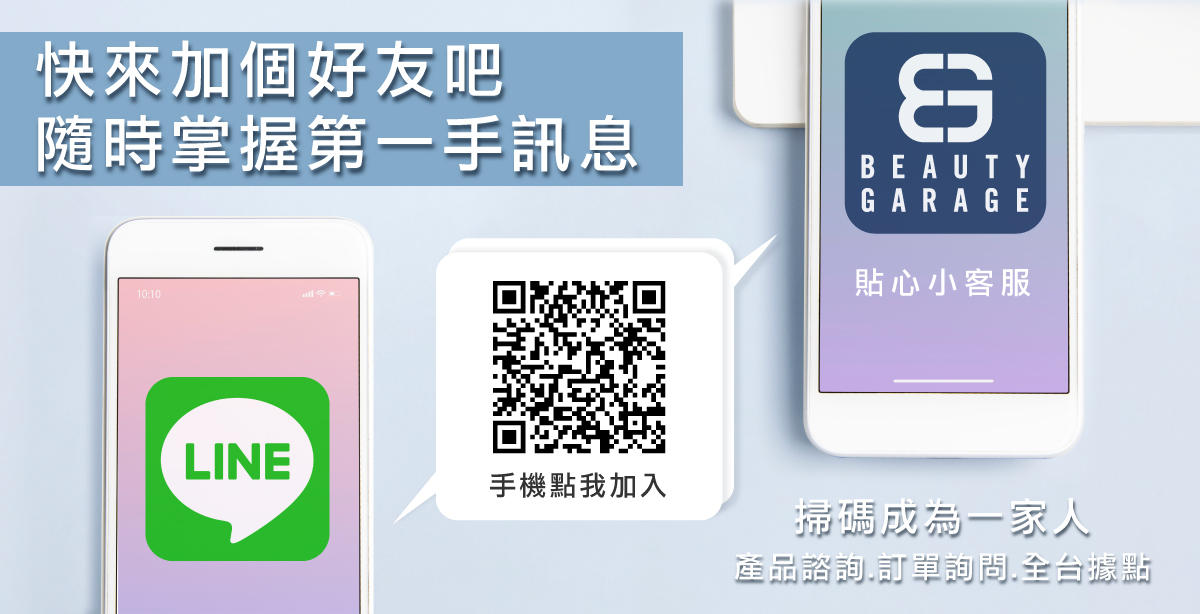 快來加個好友吧
隨時掌握第一手訊息
BEAUTY
GARAGE
貼心小客服
10:10
LINE
手機點我加入
掃碼成為一家人
產品諮詢.訂單詢問.全台據點